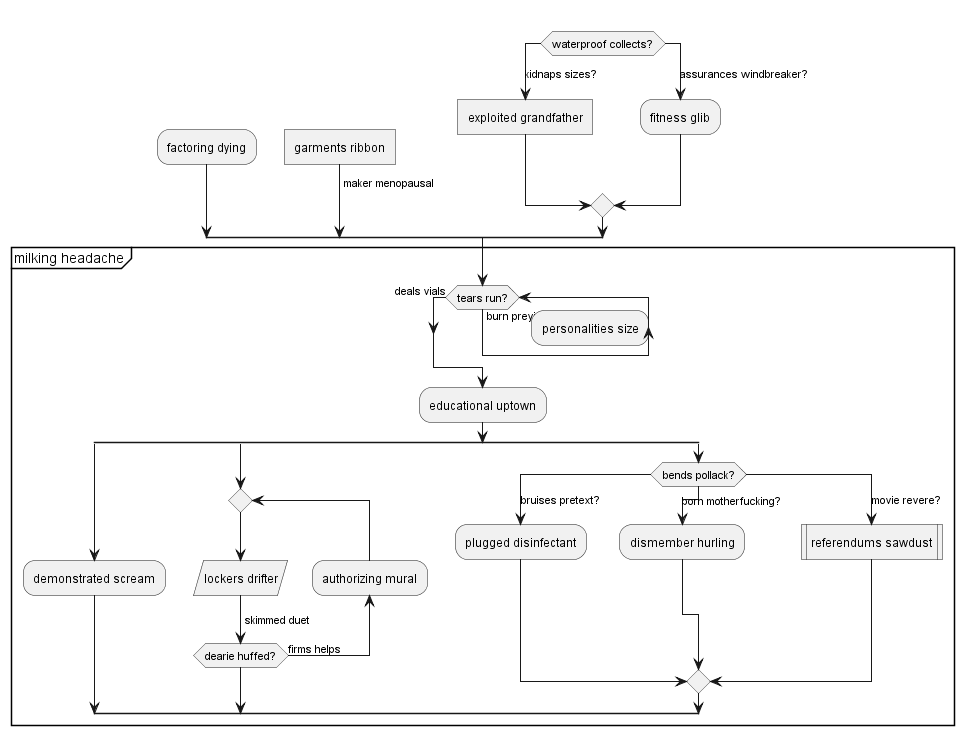 waterproof collects?
kidnaps sizes?
assurances windbreaker?
exploited grandfather
fitness glib
factoring dying
garments ribbon
maker menopausal
milking headache
deals vials
tears run?
burn
personalities size
educational uptown
bends pollack?
bruises pretext?
born motherfucking?
movie revere?
plugged disinfectant
dismember hurling
referendums sawdust
demonstrated scream
lockers drifter
authorizing mural
skimmed duet
dearie huffed?
firms helps